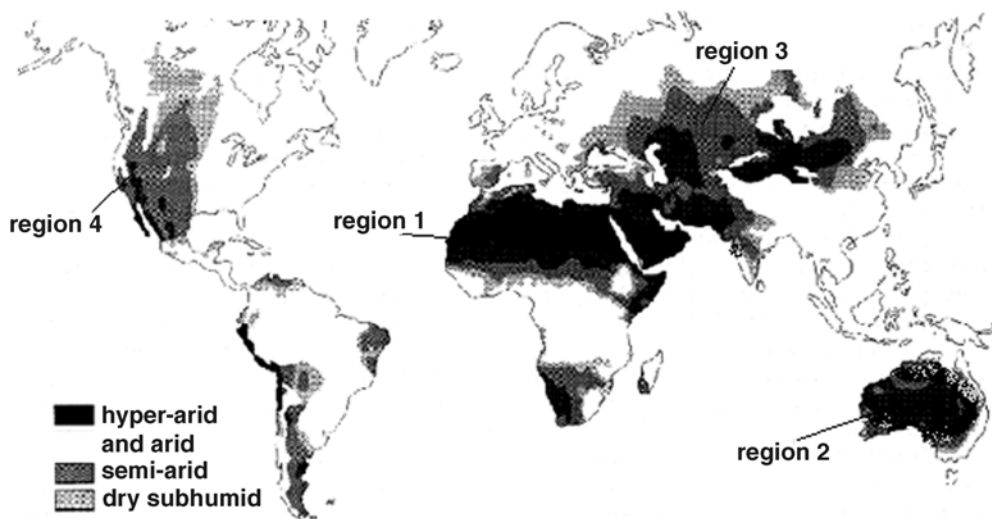 region 3
region 4
region 1
region 2
hyper-arid
and arid
semi-arid
dry subhumid